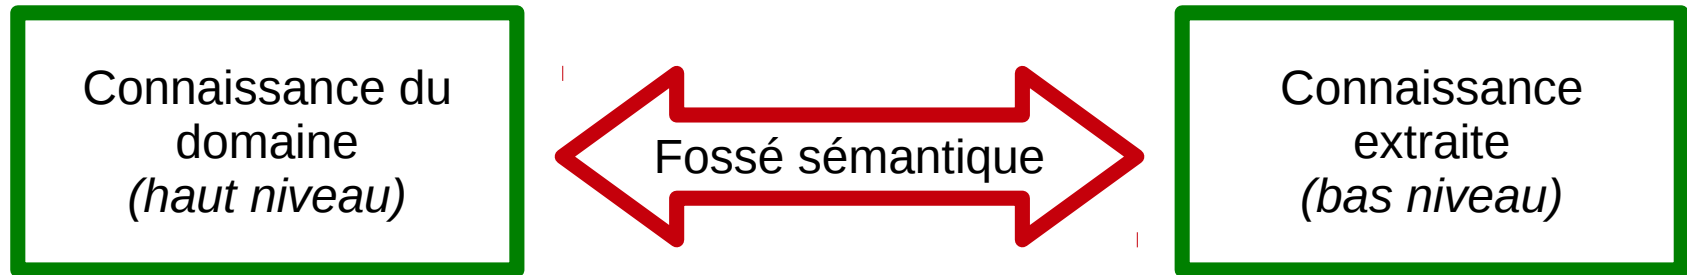 Connaissance du
domaine
(haut niveau)
Fossé sémantique
Connaissance
extraite
(bas niveau)